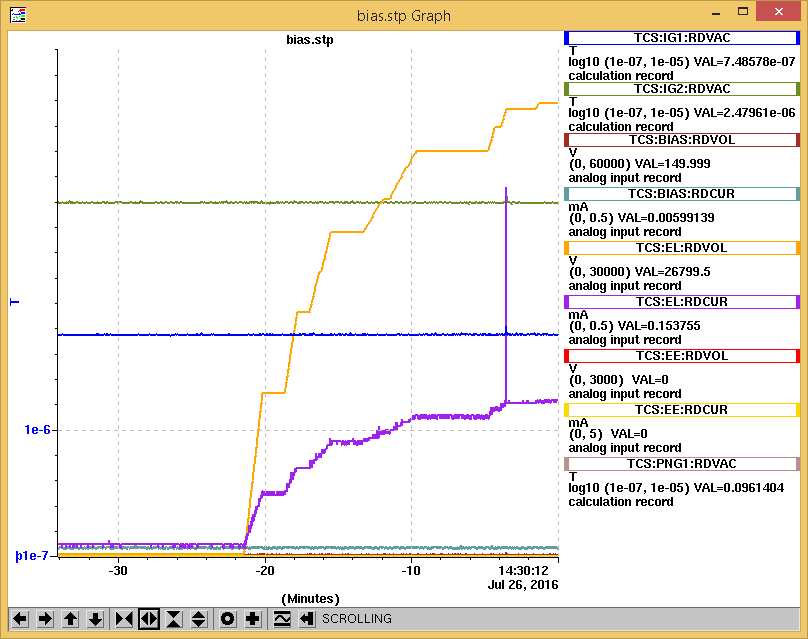 bias.stp Graph
bias.stp
T
1e-6
1e-7
-30
-20
-10
14:30:12
Jul 26, 2016
(Minutes)
TCS:IG1:RDVAC
T
log10 (1e-07, 1e-05) VAL=7.48578e-07
calculation record
TCS:IG2:RDVAC
T
log10 (1e-07, 1e-05) VAL=2.47961e-06
calculation record
TCS:BIAS:RDVOL
V
(0, 60000) VAL=149.999
analog input record
TCS:BIAS:RDCUR
mA
(0, 0.5) VAL=0.00599139
analog input record
TCS:EL:RDVOL
V
(0, 30000) VAL=26799.5
analog input record
TCS:EL:RDCUR
mA
(0, 0.5) VAL=0.153755
analog input record
TCS:EE:RDVOL
V
(0, 3000) VAL=0
analog input record
TCS:EE:RDCUR
mA
(0, 5) VAL=0
analog input record
TCS:PNG1:RDVAC
T
log10 (1e-07, 1e-05) VAL=0.0961404
calculation record
SCROLLING